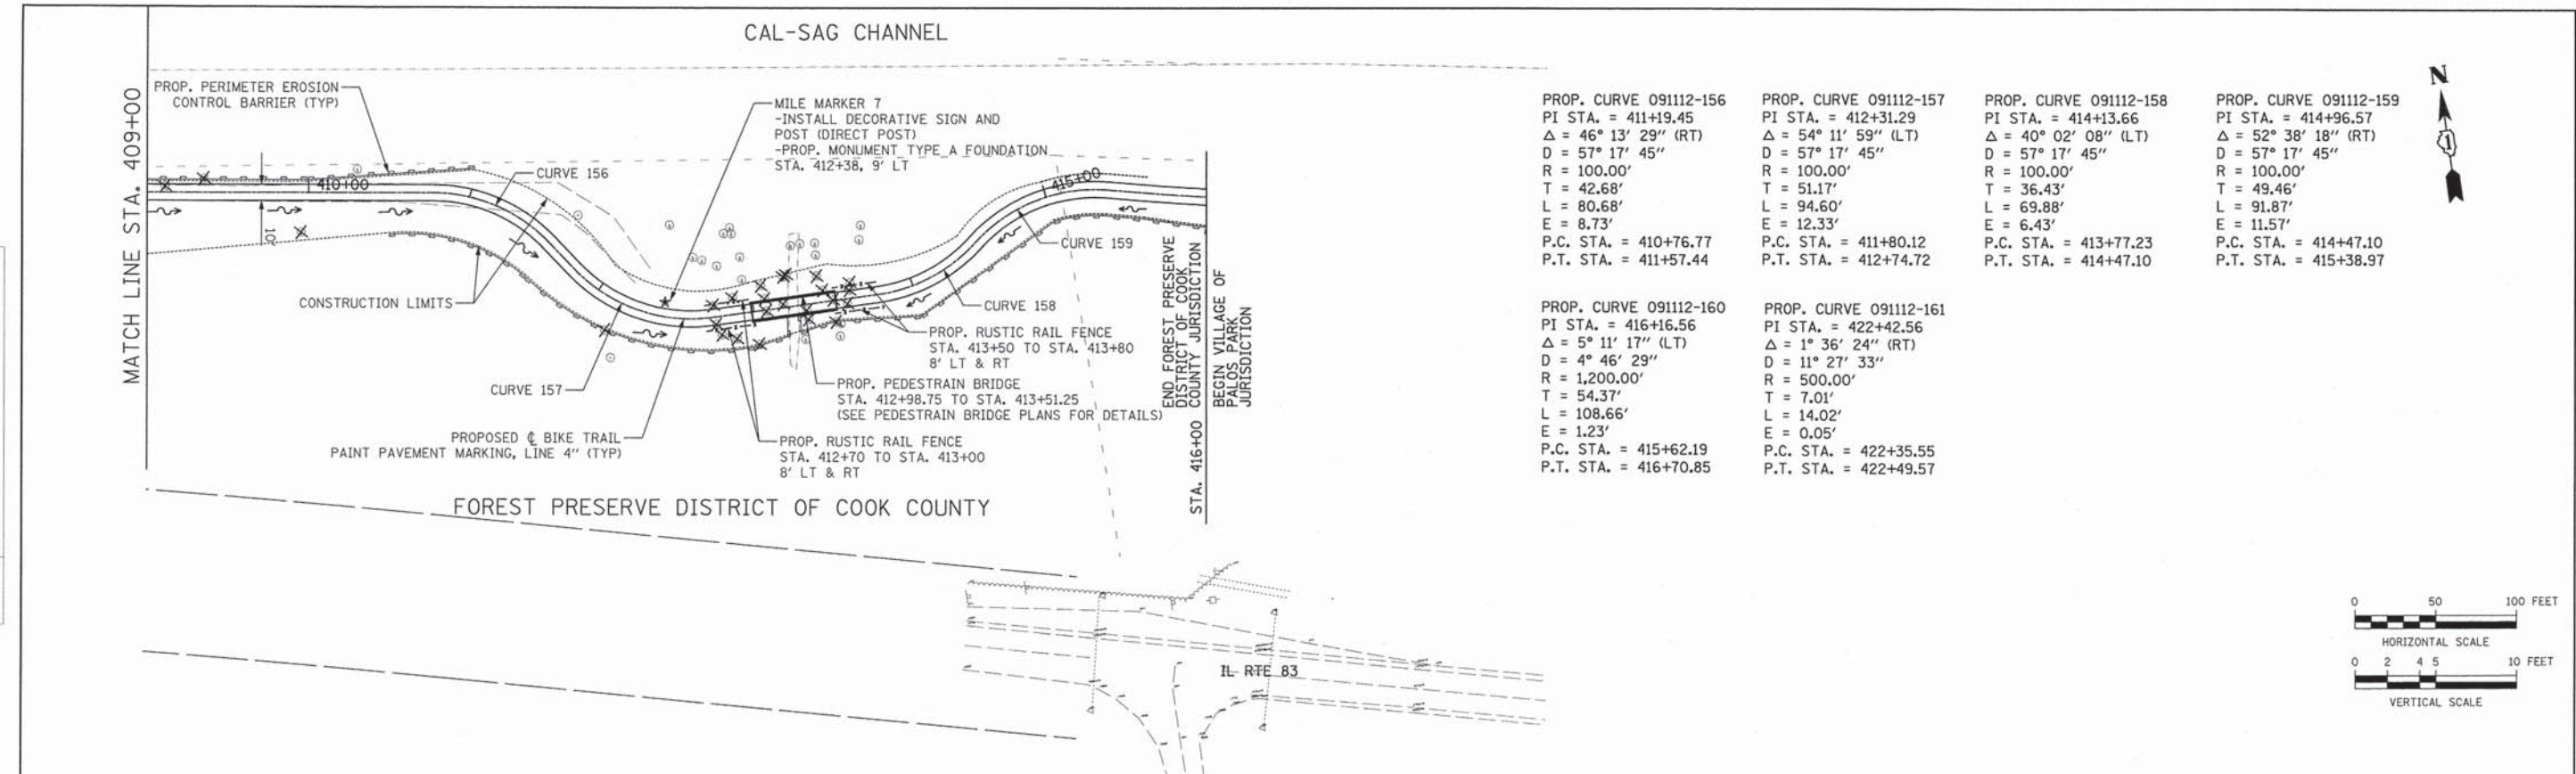 CAL-SAG CHANNEL
MATCH LINE STA. 409+00
PROP. PERIMETER EROSION
CONTROL BARRIER (TYP)
MILE MARKER 7
-INSTALL DECORATIVE SIGN AND
POST (DIRECT POST)
-PROP. MONUMENT TYPE A FOUNDATION
STA. 412+38, 9' LT
410+00
CURVE 156
415+00
10'
CURVE 159
CONSTRUCTION LIMITS
CURVE 158
PROP. RUSTIC RAIL FENCE
STA. 413+50 TO STA. 413+80
8' LT & RT
CURVE 157
PROP. PEDESTRAIN BRIDGE
STA. 412+98.75 TO STA. 413+51.25
(SEE PEDESTRAIN BRIDGE PLANS FOR DETAILS)
PROPOSED ℄ BIKE TRAIL
PAINT PAVEMENT MARKING, LINE 4" (TYP)
PROP. RUSTIC RAIL FENCE
STA. 412+70 TO STA. 413+00
8' LT & RT
END FOREST PRESERVE
DISTRICT OF COOK
COUNTY JURISDICTION
STA. 416+00
BEGIN VILLAGE OF
PALOS PARK
JURISDICTION
FOREST PRESERVE DISTRICT OF COOK COUNTY
IL RTE 83
PROP. CURVE 091112-156
PI STA. = 411+19.45
Δ = 46° 13' 29" (RT)
D = 57° 17' 45"
R = 100.00'
T = 42.68'
L = 80.68'
E = 8.73'
P.C. STA. = 410+76.77
P.T. STA. = 411+57.44
PROP. CURVE 091112-157
PI STA. = 412+31.29
Δ = 54° 11' 59" (LT)
D = 57° 17' 45"
R = 100.00'
T = 51.17'
L = 94.60'
E = 12.33'
P.C. STA. = 411+80.12
P.T. STA. = 412+74.72
PROP. CURVE 091112-158
PI STA. = 414+13.66
Δ = 40° 02' 08" (LT)
D = 57° 17' 45"
R = 100.00'
T = 36.43'
L = 69.88'
E = 6.43'
P.C. STA. = 413+77.23
P.T. STA. = 414+47.10
PROP. CURVE 091112-159
PI STA. = 414+96.57
Δ = 52° 38' 18" (RT)
D = 57° 17' 45"
R = 100.00'
T = 49.46'
L = 91.87'
E = 11.57'
P.C. STA. = 414+47.10
P.T. STA. = 415+38.97
PROP. CURVE 091112-160
PI STA. = 416+16.56
Δ = 5° 11' 17" (LT)
D = 4° 46' 29"
R = 1,200.00'
T = 54.37'
L = 108.66'
E = 1.23'
P.C. STA. = 415+62.19
P.T. STA. = 416+70.85
PROP. CURVE 091112-161
PI STA. = 422+42.56
Δ = 1° 36' 24" (RT)
D = 11° 27' 33"
R = 500.00'
T = 7.01'
L = 14.02'
E = 0.05'
P.C. STA. = 422+35.55
P.T. STA. = 422+49.57
N
0 50 100 FEET
HORIZONTAL SCALE
0 2 4 5 10 FEET
VERTICAL SCALE